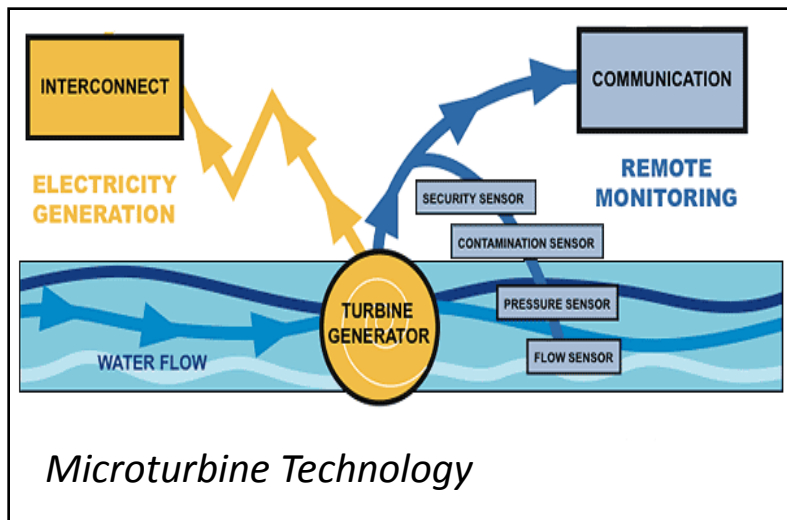 INTERCONNECT
COMMUNICATION
ELECTRICITY
GENERATION
REMOTE
MONITORING
SECURITY SENSOR
CONTAMINATION SENSOR
PRESSURE SENSOR
FLOW SENSOR
TURBINE
GENERATOR
WATER FLOW
Microturbine Technology